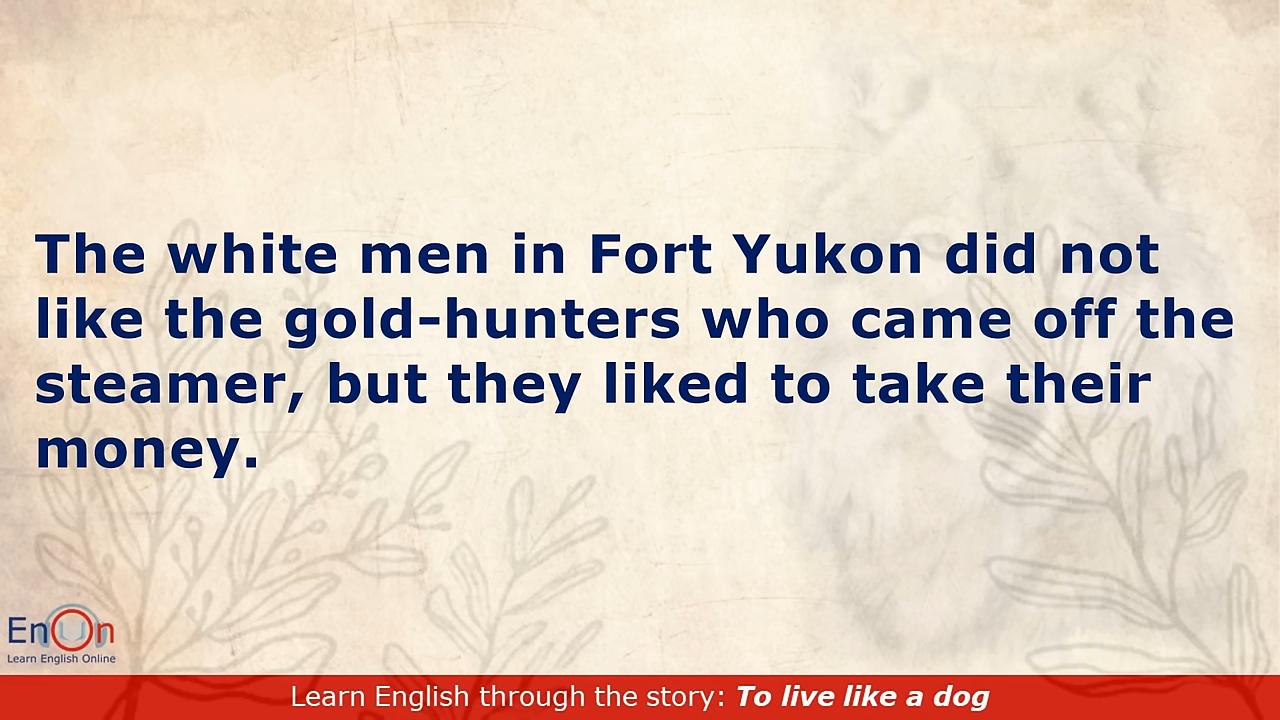 The white men in Fort Yukon did not
like the gold-hunters who came off the
steamer, but they liked to take their
money.
EnOn
Learn English Online
Learn English through the story: To live like a dog